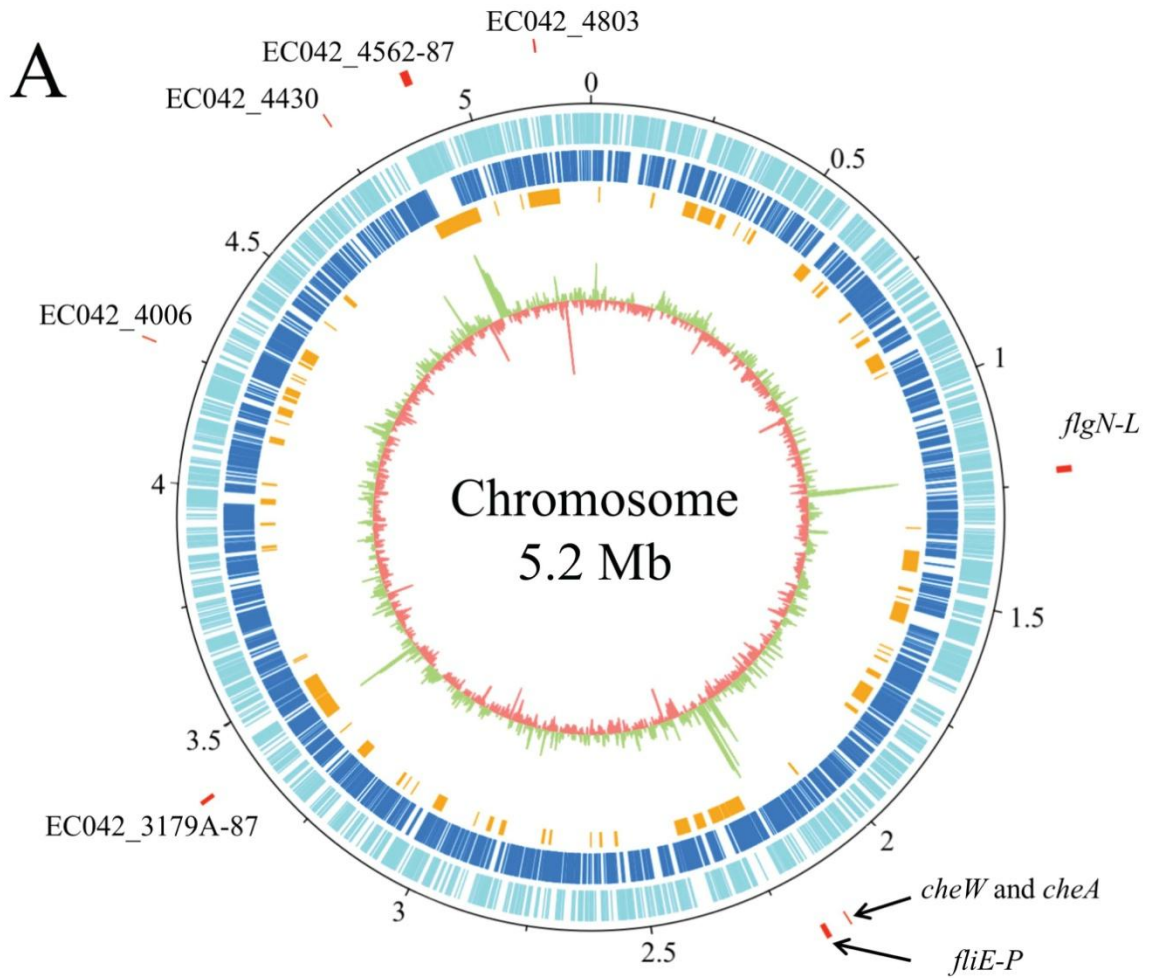 A
EC042_4803
EC042_4562-87
EC042_4430
0
5
0.5
4.5
EC042_4006
1
flgN-L
4
Chromosome
5.2 Mb
1.5
3.5
EC042_3179A-87
2
cheW and cheA
3
2.5
fliE-P